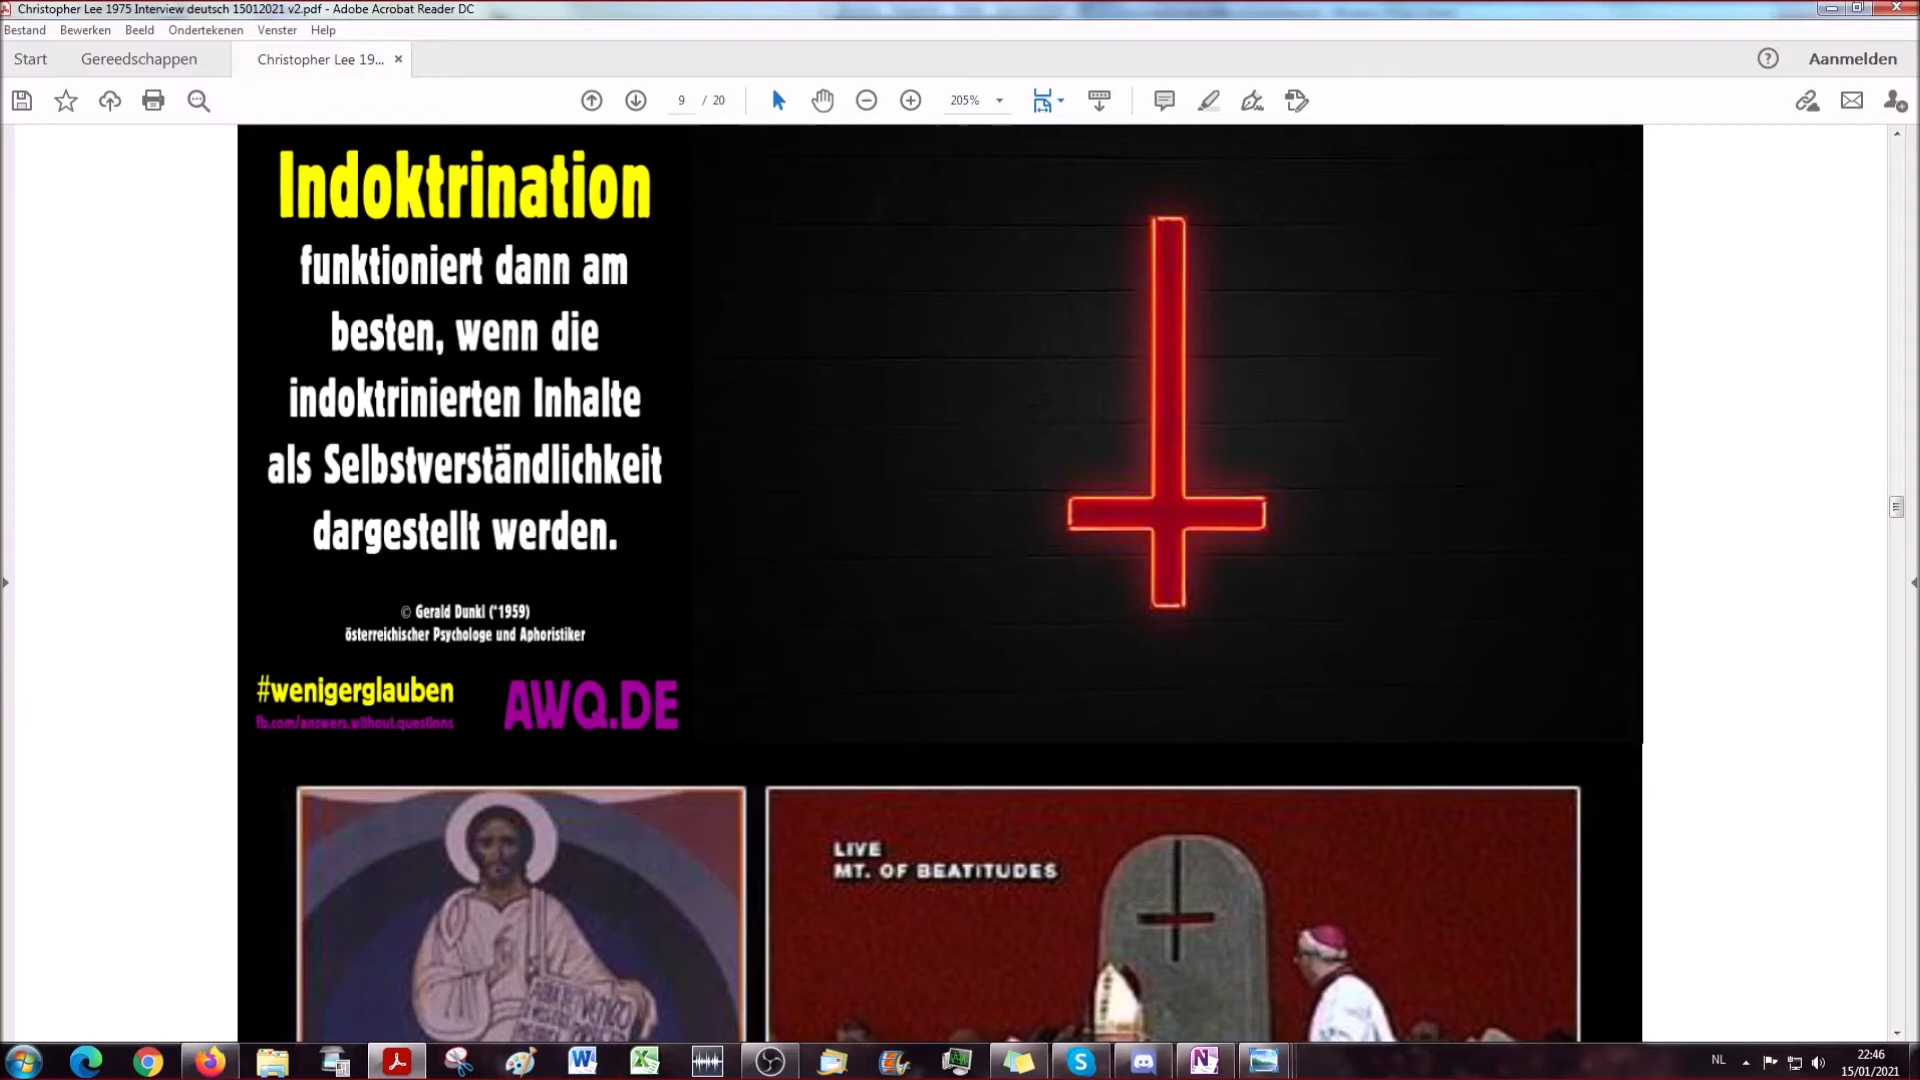 Christopher Lee 1975 Interview deutsch 15012021 v2.pdf - Adobe Acrobat Reader DC
Bestand Bewerken Beeld Ondertekenen Venster Help
Start Gereedschappen Christopher Lee 19... Aanmelden
9 / 20 205%
Indoktrination
funktioniert dann am
besten, wenn die
indoktrinierten Inhalte
als Selbstverständlichkeit
dargestellt werden.
© Gerald Dunkl (*1959)
österreichischer Psychologe und Aphoristiker
#wenigerglauben
fb.com/answers.without.questions
AWQ.DE
LIVE
MT. OF BEATITUDES
NL
22:46
15/01/2021